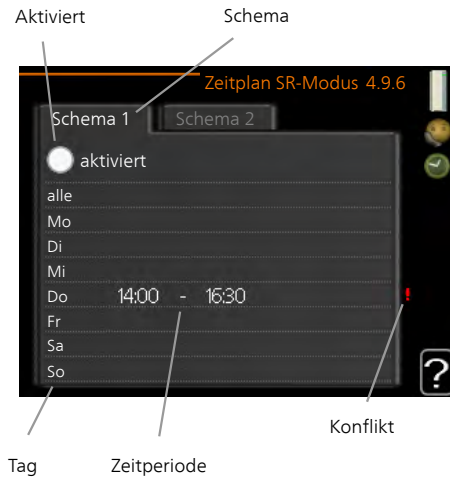 Aktiviert
Schema
Zeitplan SR-Modus 4.9.6
Schema 1
Schema 2
aktiviert
alle
Mo
Di
Mi
Do 14:00 - 16:30 !
Fr
Sa
So
?
Konflikt
Tag
Zeitperiode